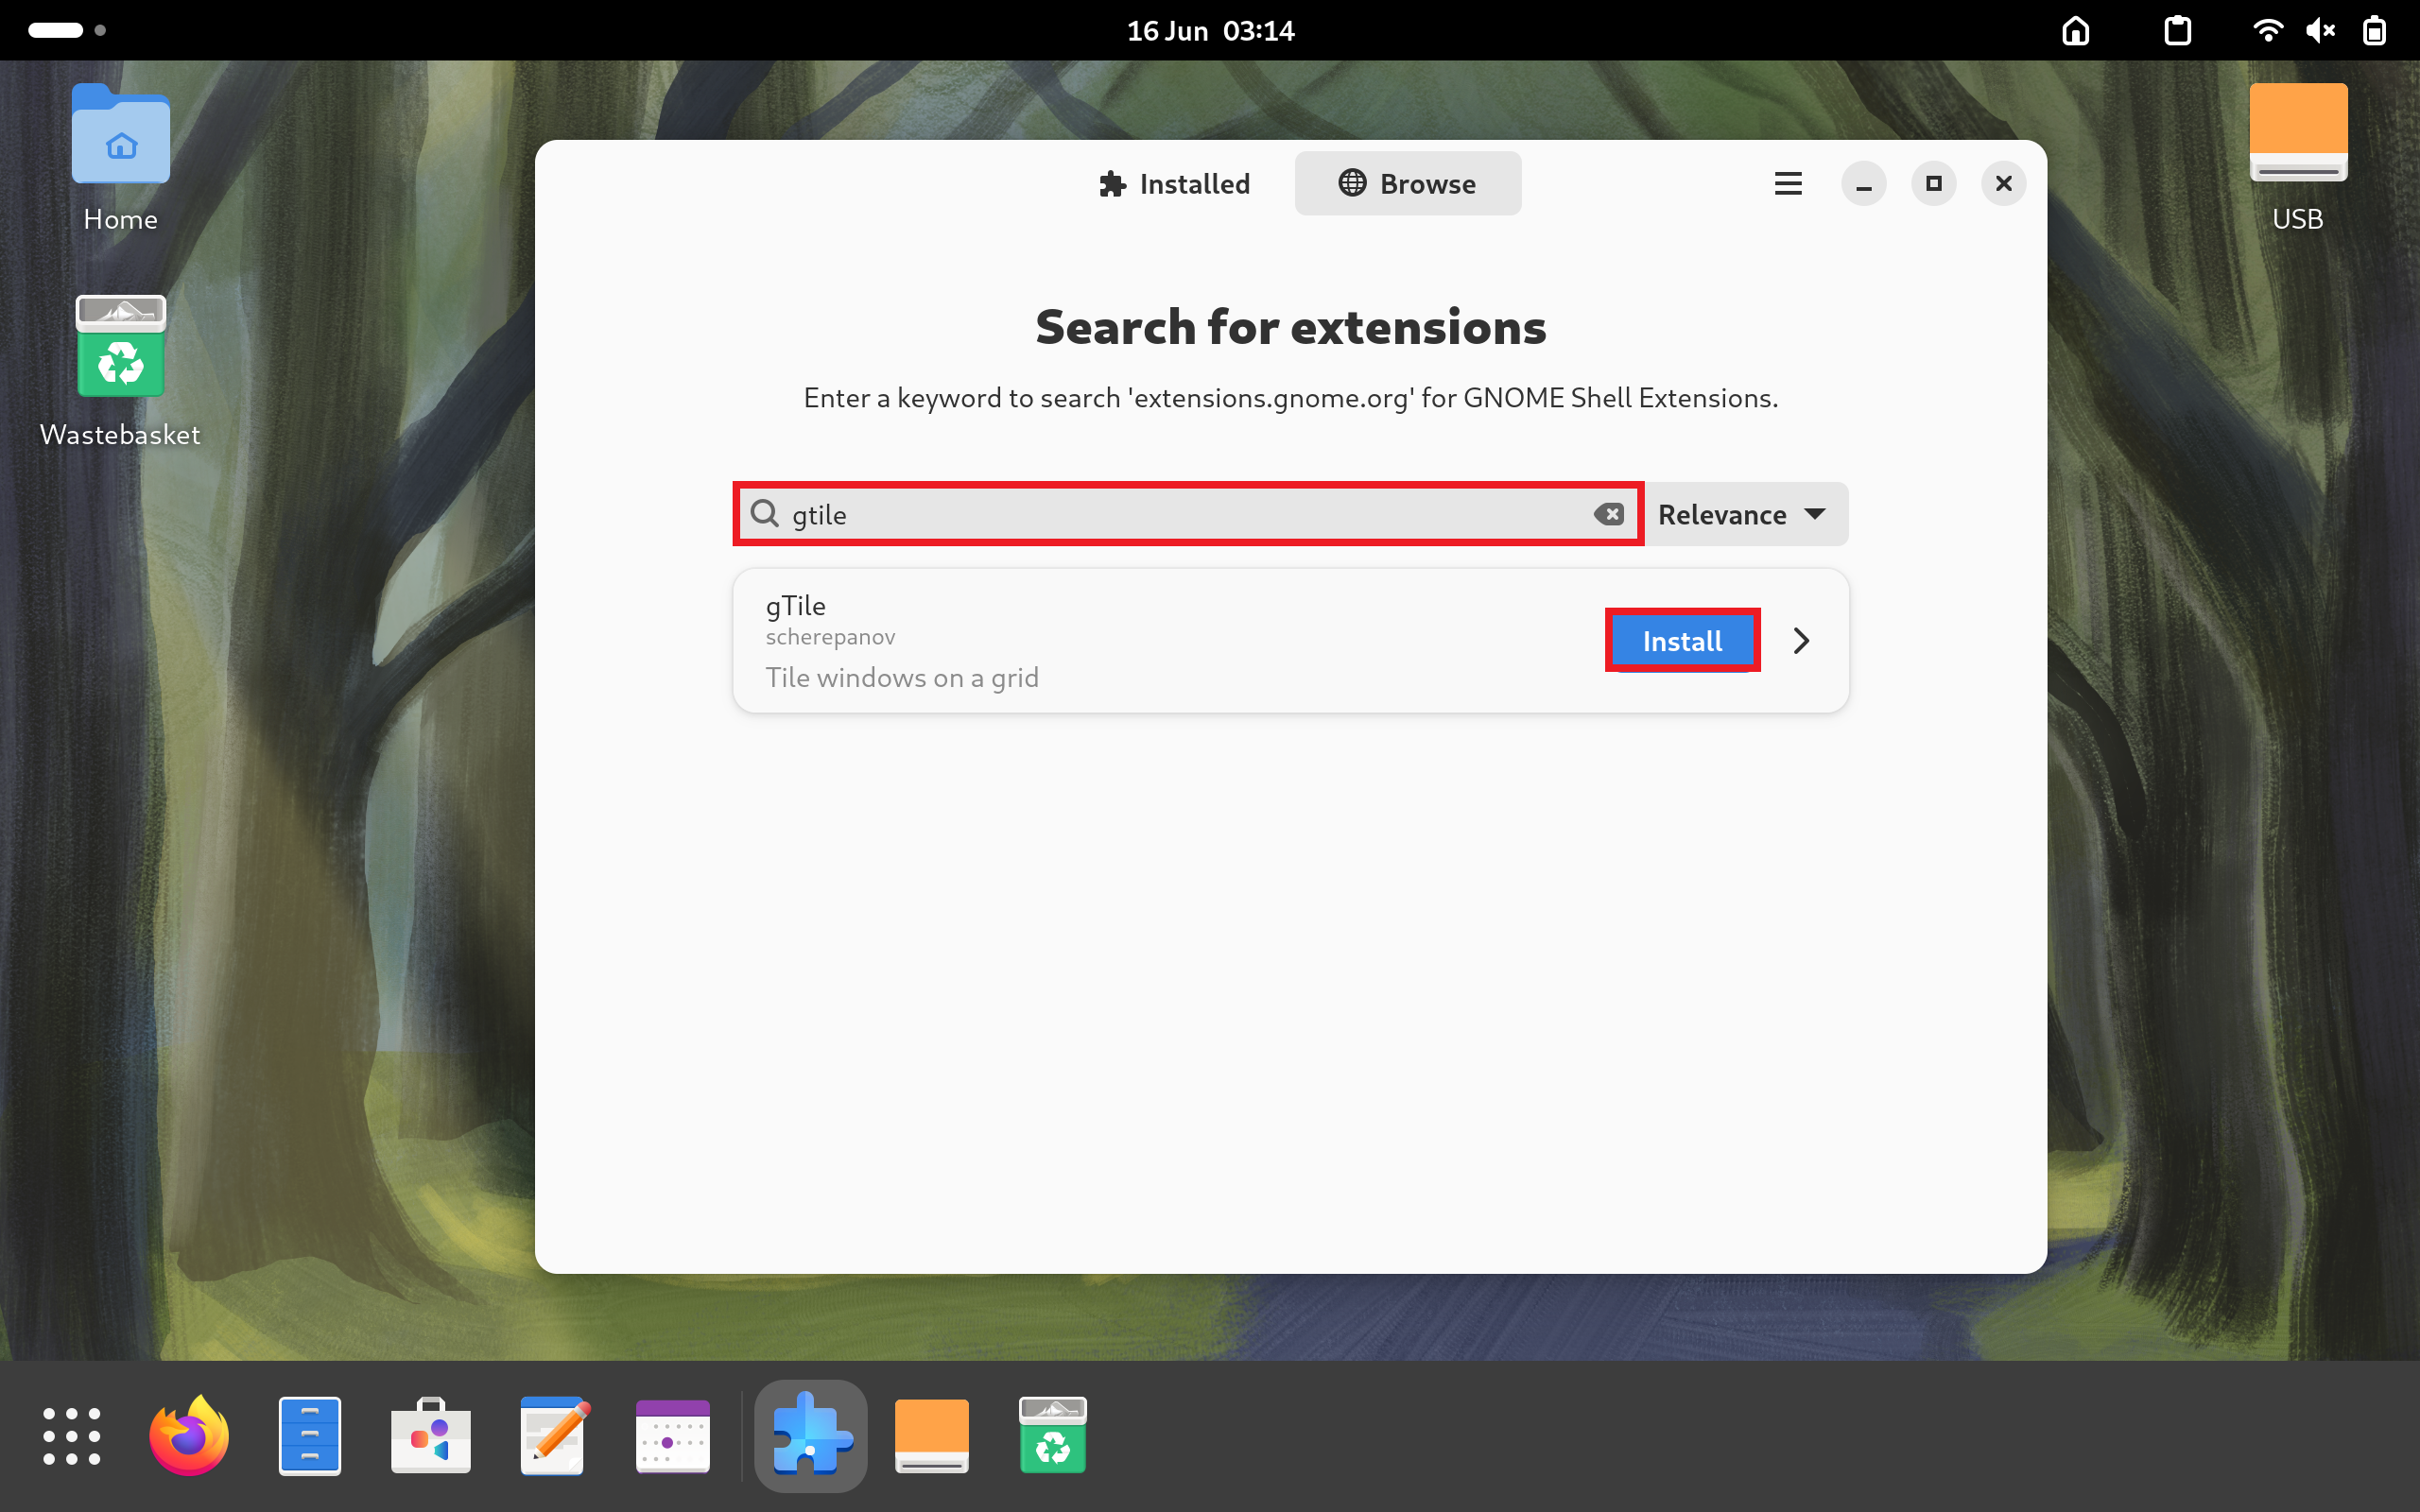 16 Jun 03:14
Home
USB
Wastebasket
Installed
Browse
Search for extensions
Enter a keyword to search 'extensions.gnome.org' for GNOME Shell Extensions.
gtile
Relevance
gTile
scherepanov
Tile windows on a grid
Install